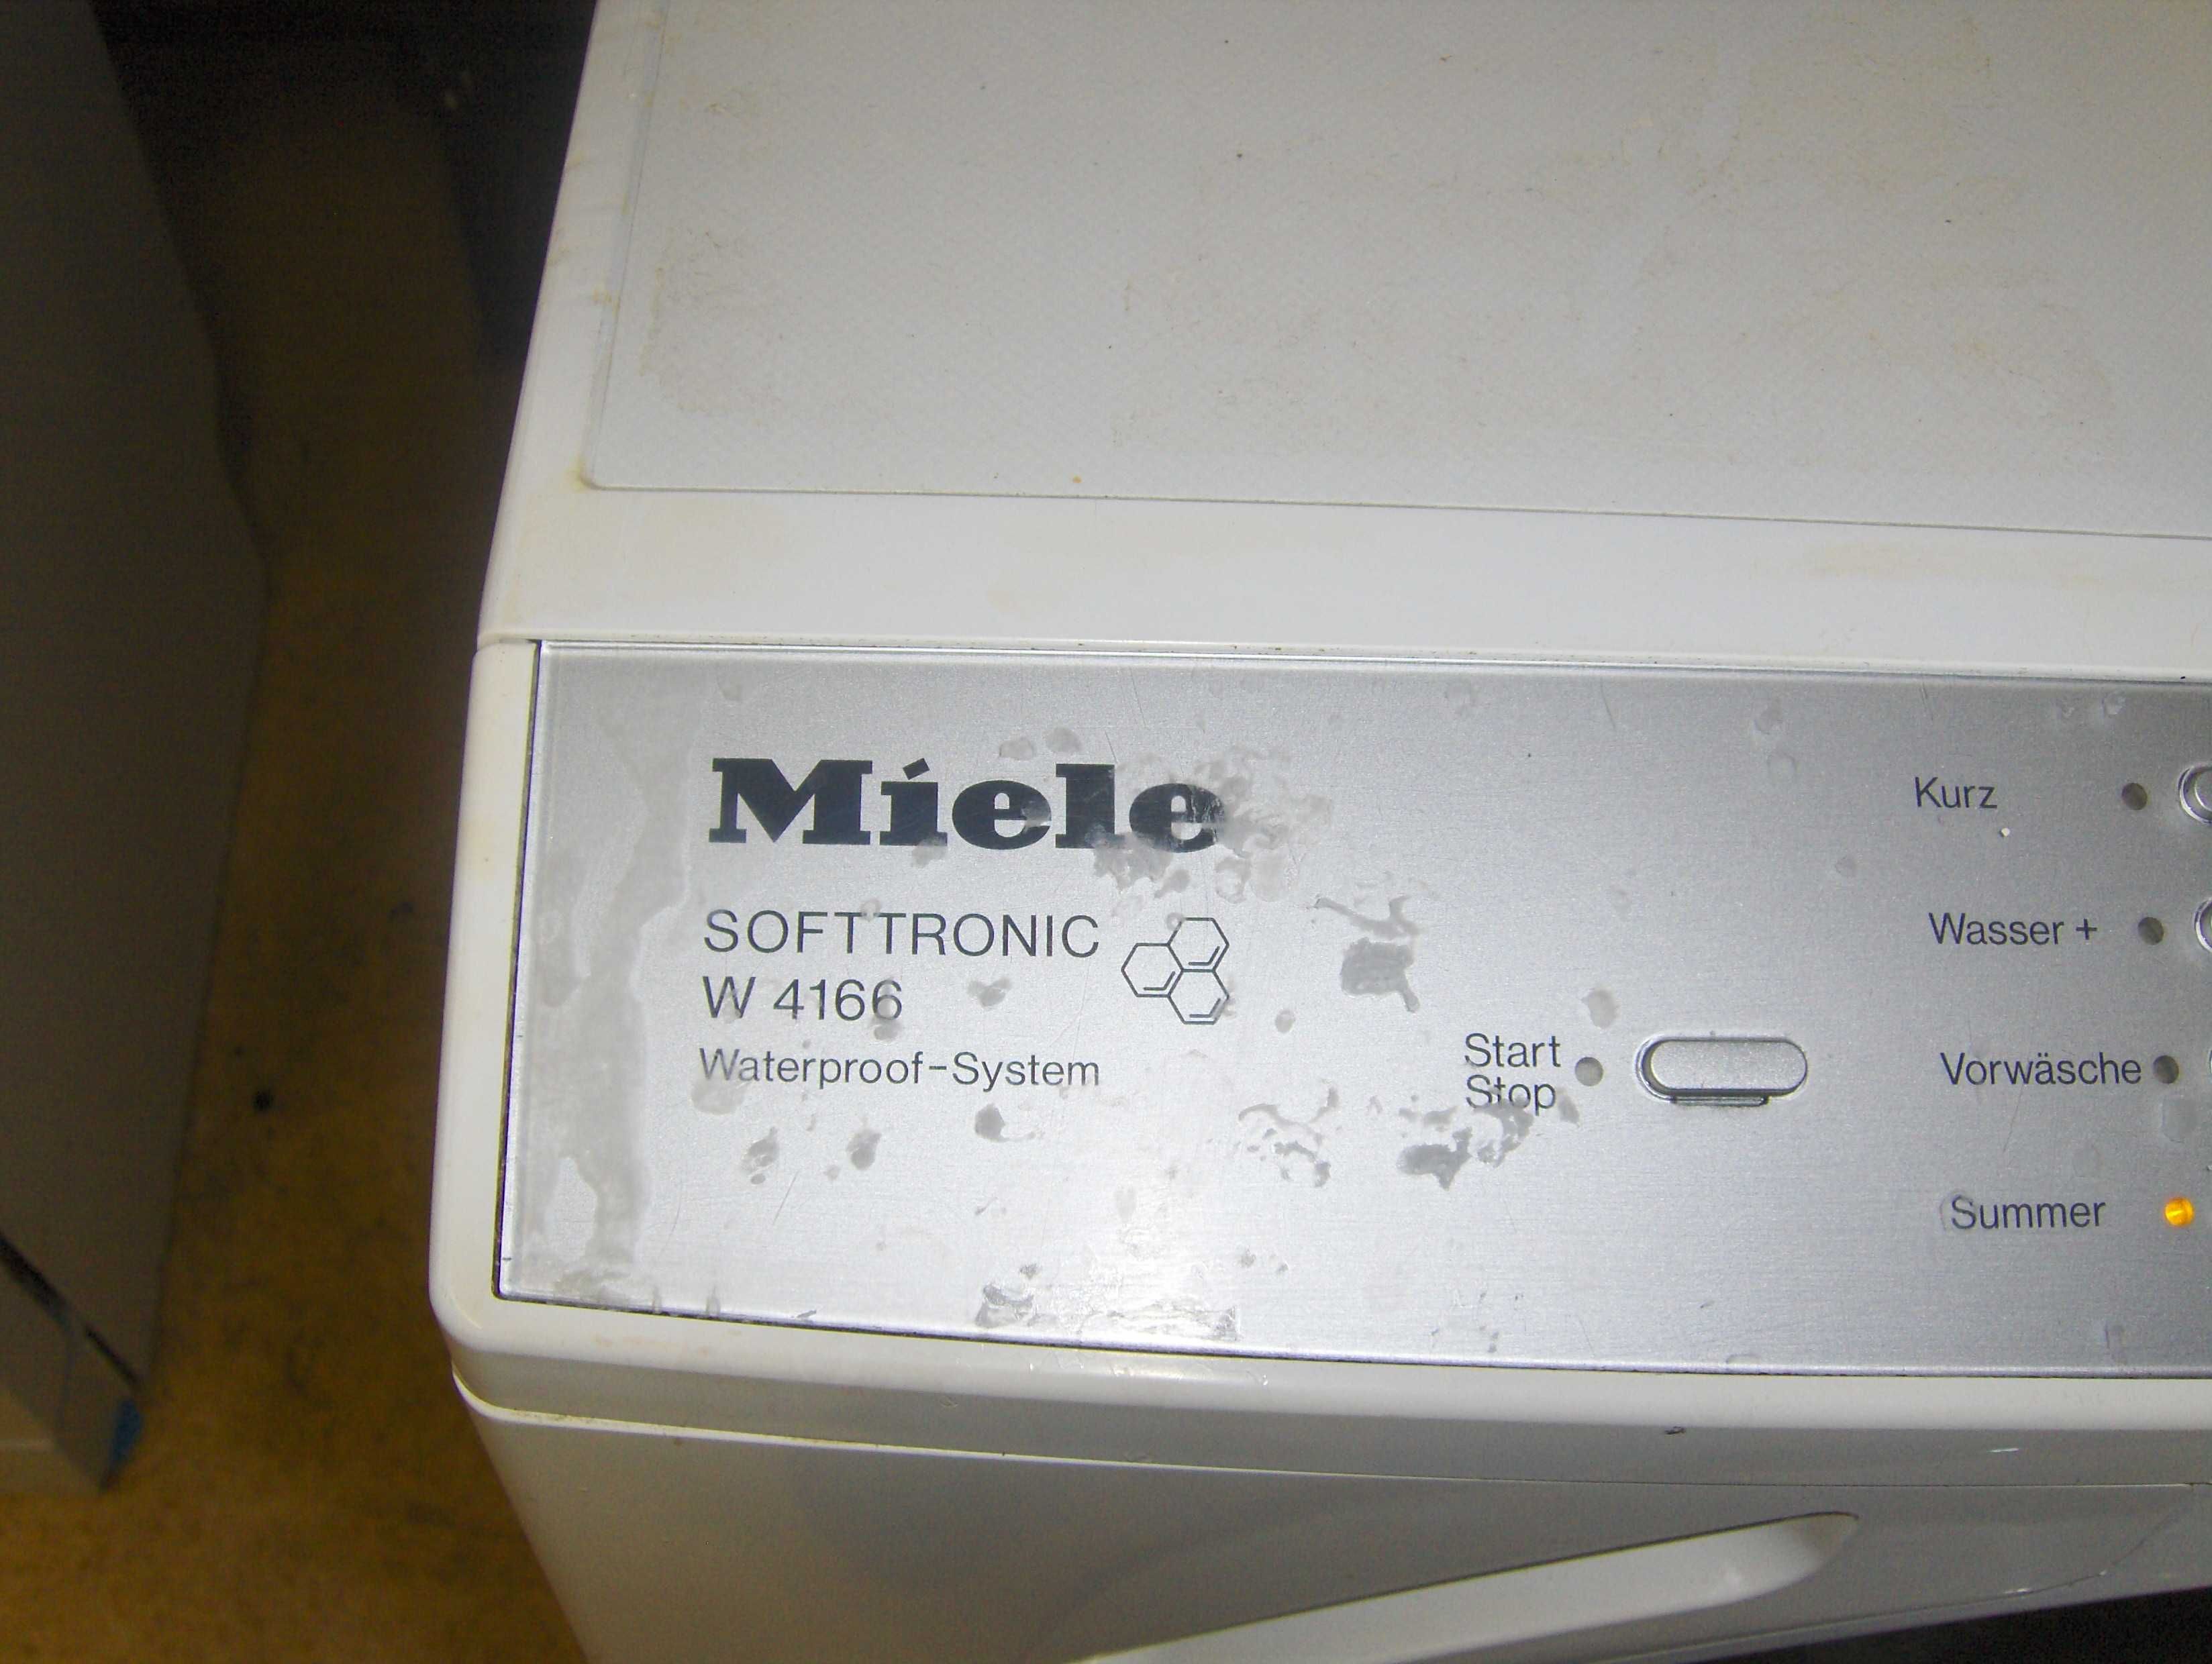 Miele
SOFTTRONIC
W 4166
Waterproof-System
Start
Stop
Kurz
Wasser +
Vorwäsche
Summer